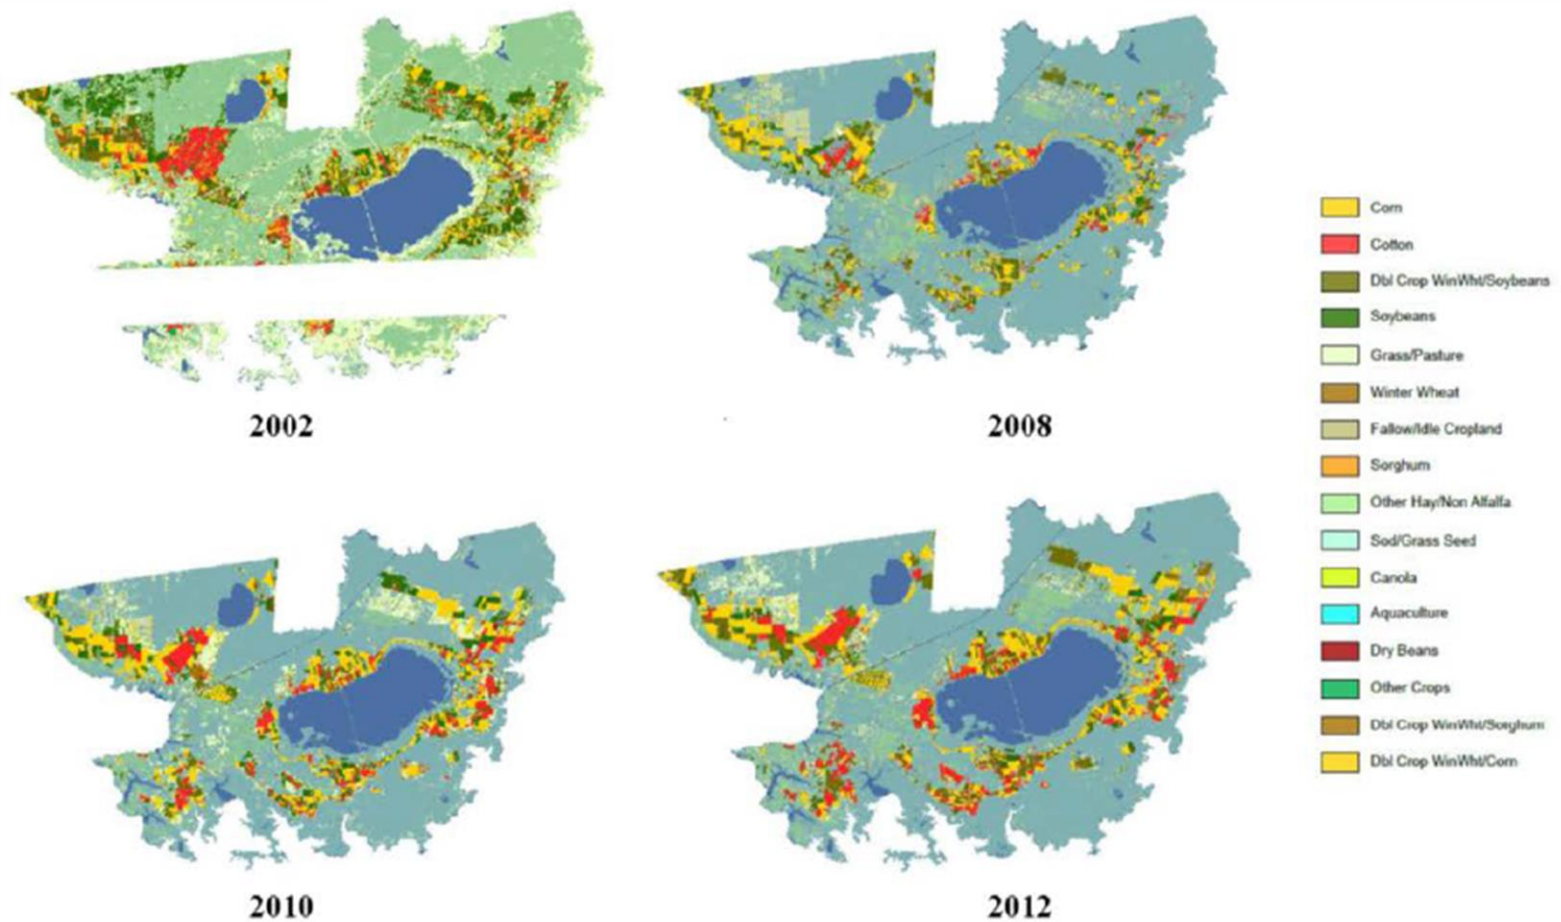 2002
2008
2010
2012
Corn
Cotton
Dbl Crop WinWht/Soybeans
Soybeans
Grass/Pasture
Winter Wheat
Fallow/Idle Cropland
Sorghum
Other Hay/Non Alfalfa
Sod/Grass Seed
Canola
Aquaculture
Dry Beans
Other Crops
Dbl Crop WinWht/Sorghum
Dbl Crop WinWht/Corn